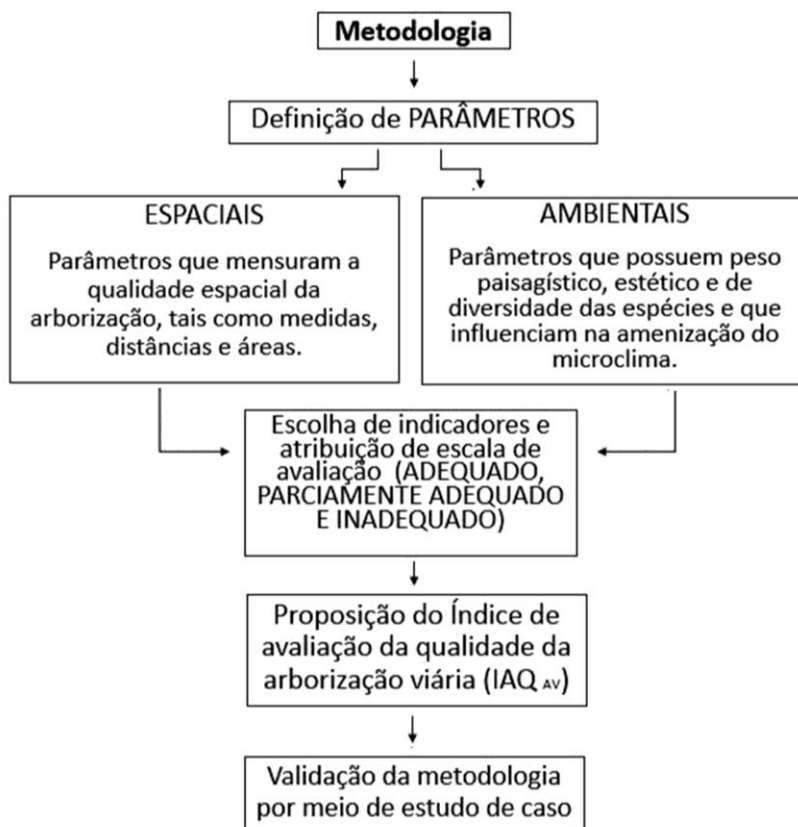 Metodologia
Definição de PARÂMETROS
ESPACIAIS
Parâmetros que mensuram a
qualidade espacial da
arborização, tais como medidas,
distâncias e áreas.
AMBIENTAIS
Parâmetros que possuem peso
paisagístico, estético e de
diversidade das espécies e que
influenciam na amenização do
microclima.
Escolha de indicadores e
atribuição de escala de
avaliação (ADEQUADO,
PARCIAMENTE ADEQUADO
E INADEQUADO)
Proposição do Índice de
avaliação da qualidade da
arborização viária (IAQ AV)
Validação da metodologia
por meio de estudo de caso